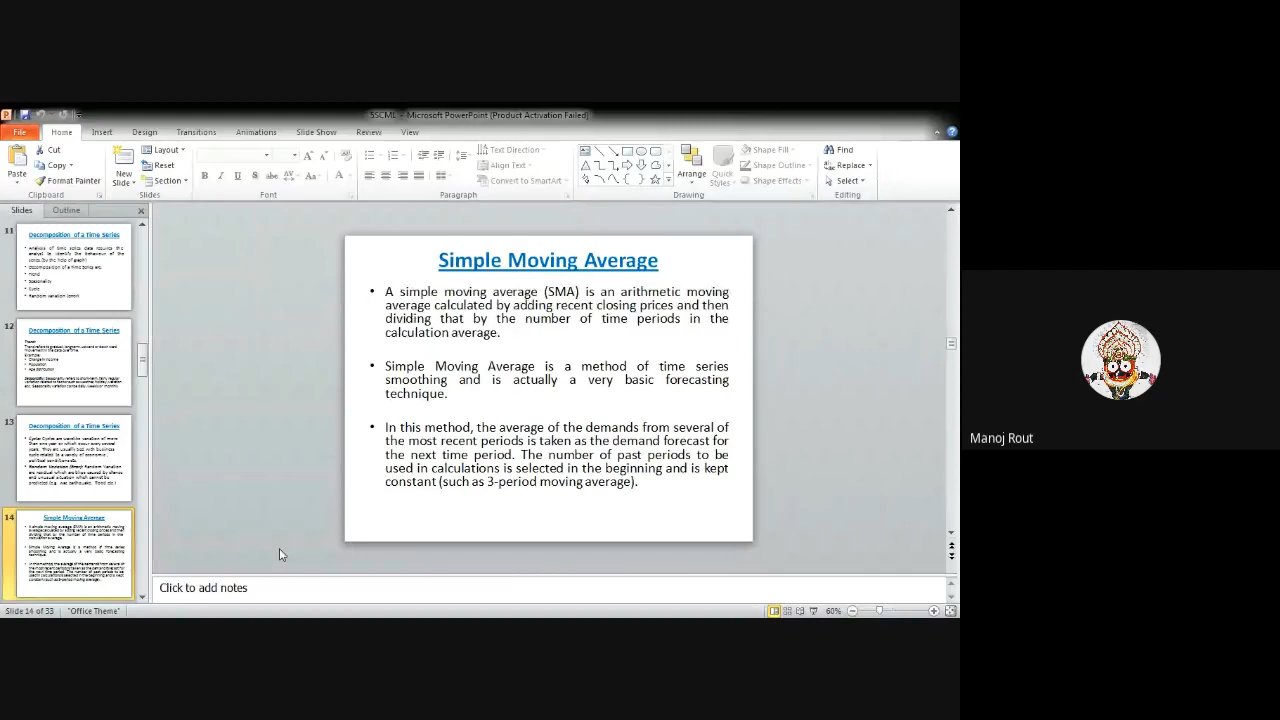 5SCML - Microsoft PowerPoint (Product Activation Failed)
File Home Insert Design Transitions Animations Slide Show Review View
Paste
Cut
Copy
Format Painter
Clipboard
New
Slide
Layout
Reset
Section
Slides
Font
Paragraph
Text Direction
Align Text
Convert to SmartArt
Arrange
Quick
Styles
Shape Fill
Shape Outline
Shape Effects
Drawing
Find
Replace
Select
Editing
Slides Outline
11
Decomposition of a Time Series
12
Decomposition of a Time Series
13
Decomposition of a Time Series
14
Simple Moving Average
Simple Moving Average
• A simple moving average (SMA) is an arithmetic moving
average calculated by adding recent closing prices and then
dividing that by the number of time periods in the
calculation average.
• Simple Moving Average is a method of time series
smoothing and is actually a very basic forecasting
technique.
• In this method, the average of the demands from several of
the most recent periods is taken as the demand forecast for
the next time period. The number of past periods to be
used in calculations is selected in the beginning and is kept
constant (such as 3-period moving average).
Click to add notes
Slide 14 of 33 "Office Theme" 60%
Manoj Rout